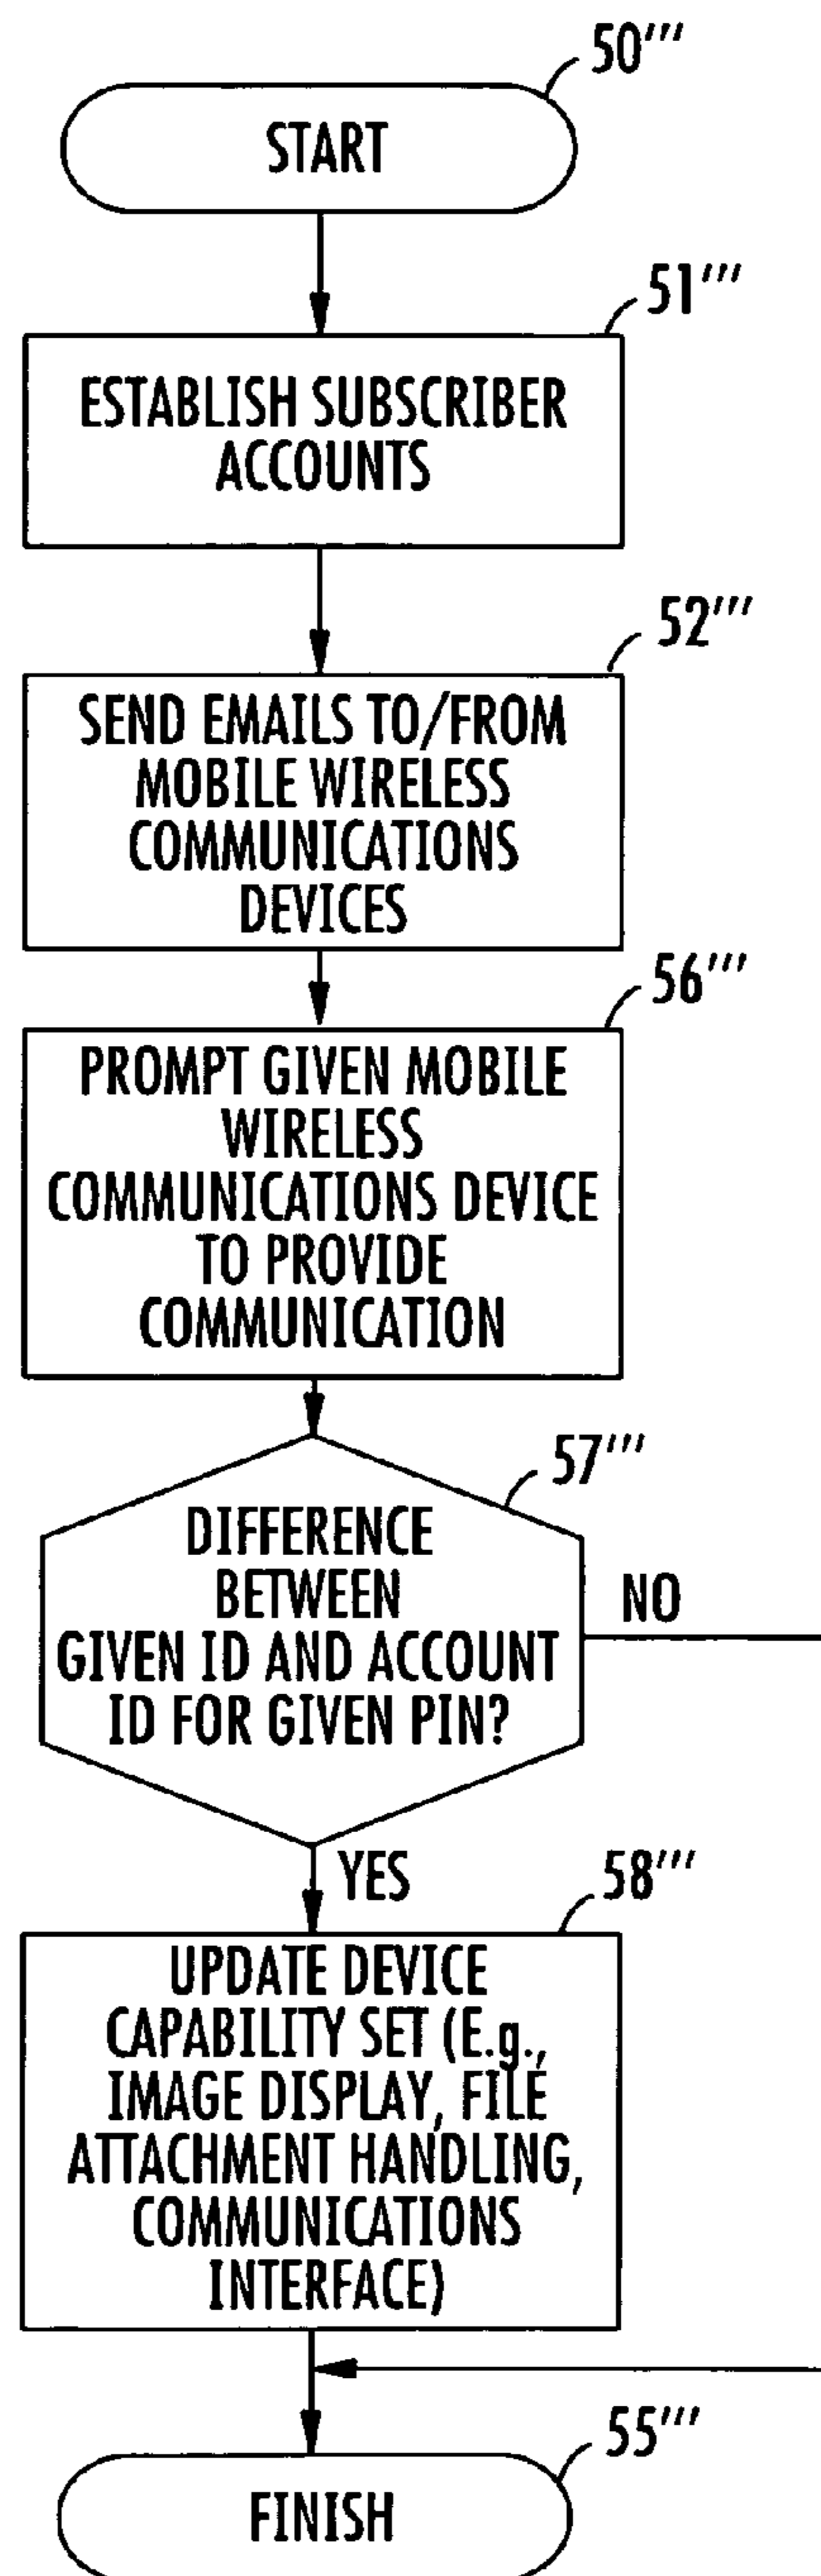 50'''
START
51'''
ESTABLISH SUBSCRIBER
ACCOUNTS
52'''
SEND EMAILS TO/FROM
MOBILE WIRELESS
COMMUNICATIONS
DEVICES
56'''
PROMPT GIVEN MOBILE
WIRELESS
COMMUNICATIONS DEVICE
TO PROVIDE
COMMUNICATION
57'''
DIFFERENCE
BETWEEN
GIVEN ID AND ACCOUNT
ID FOR GIVEN PIN?
NO
YES
58'''
UPDATE DEVICE
CAPABILITY SET (E.g.,
IMAGE DISPLAY, FILE
ATTACHMENT HANDLING,
COMMUNICATIONS
INTERFACE)
55'''
FINISH